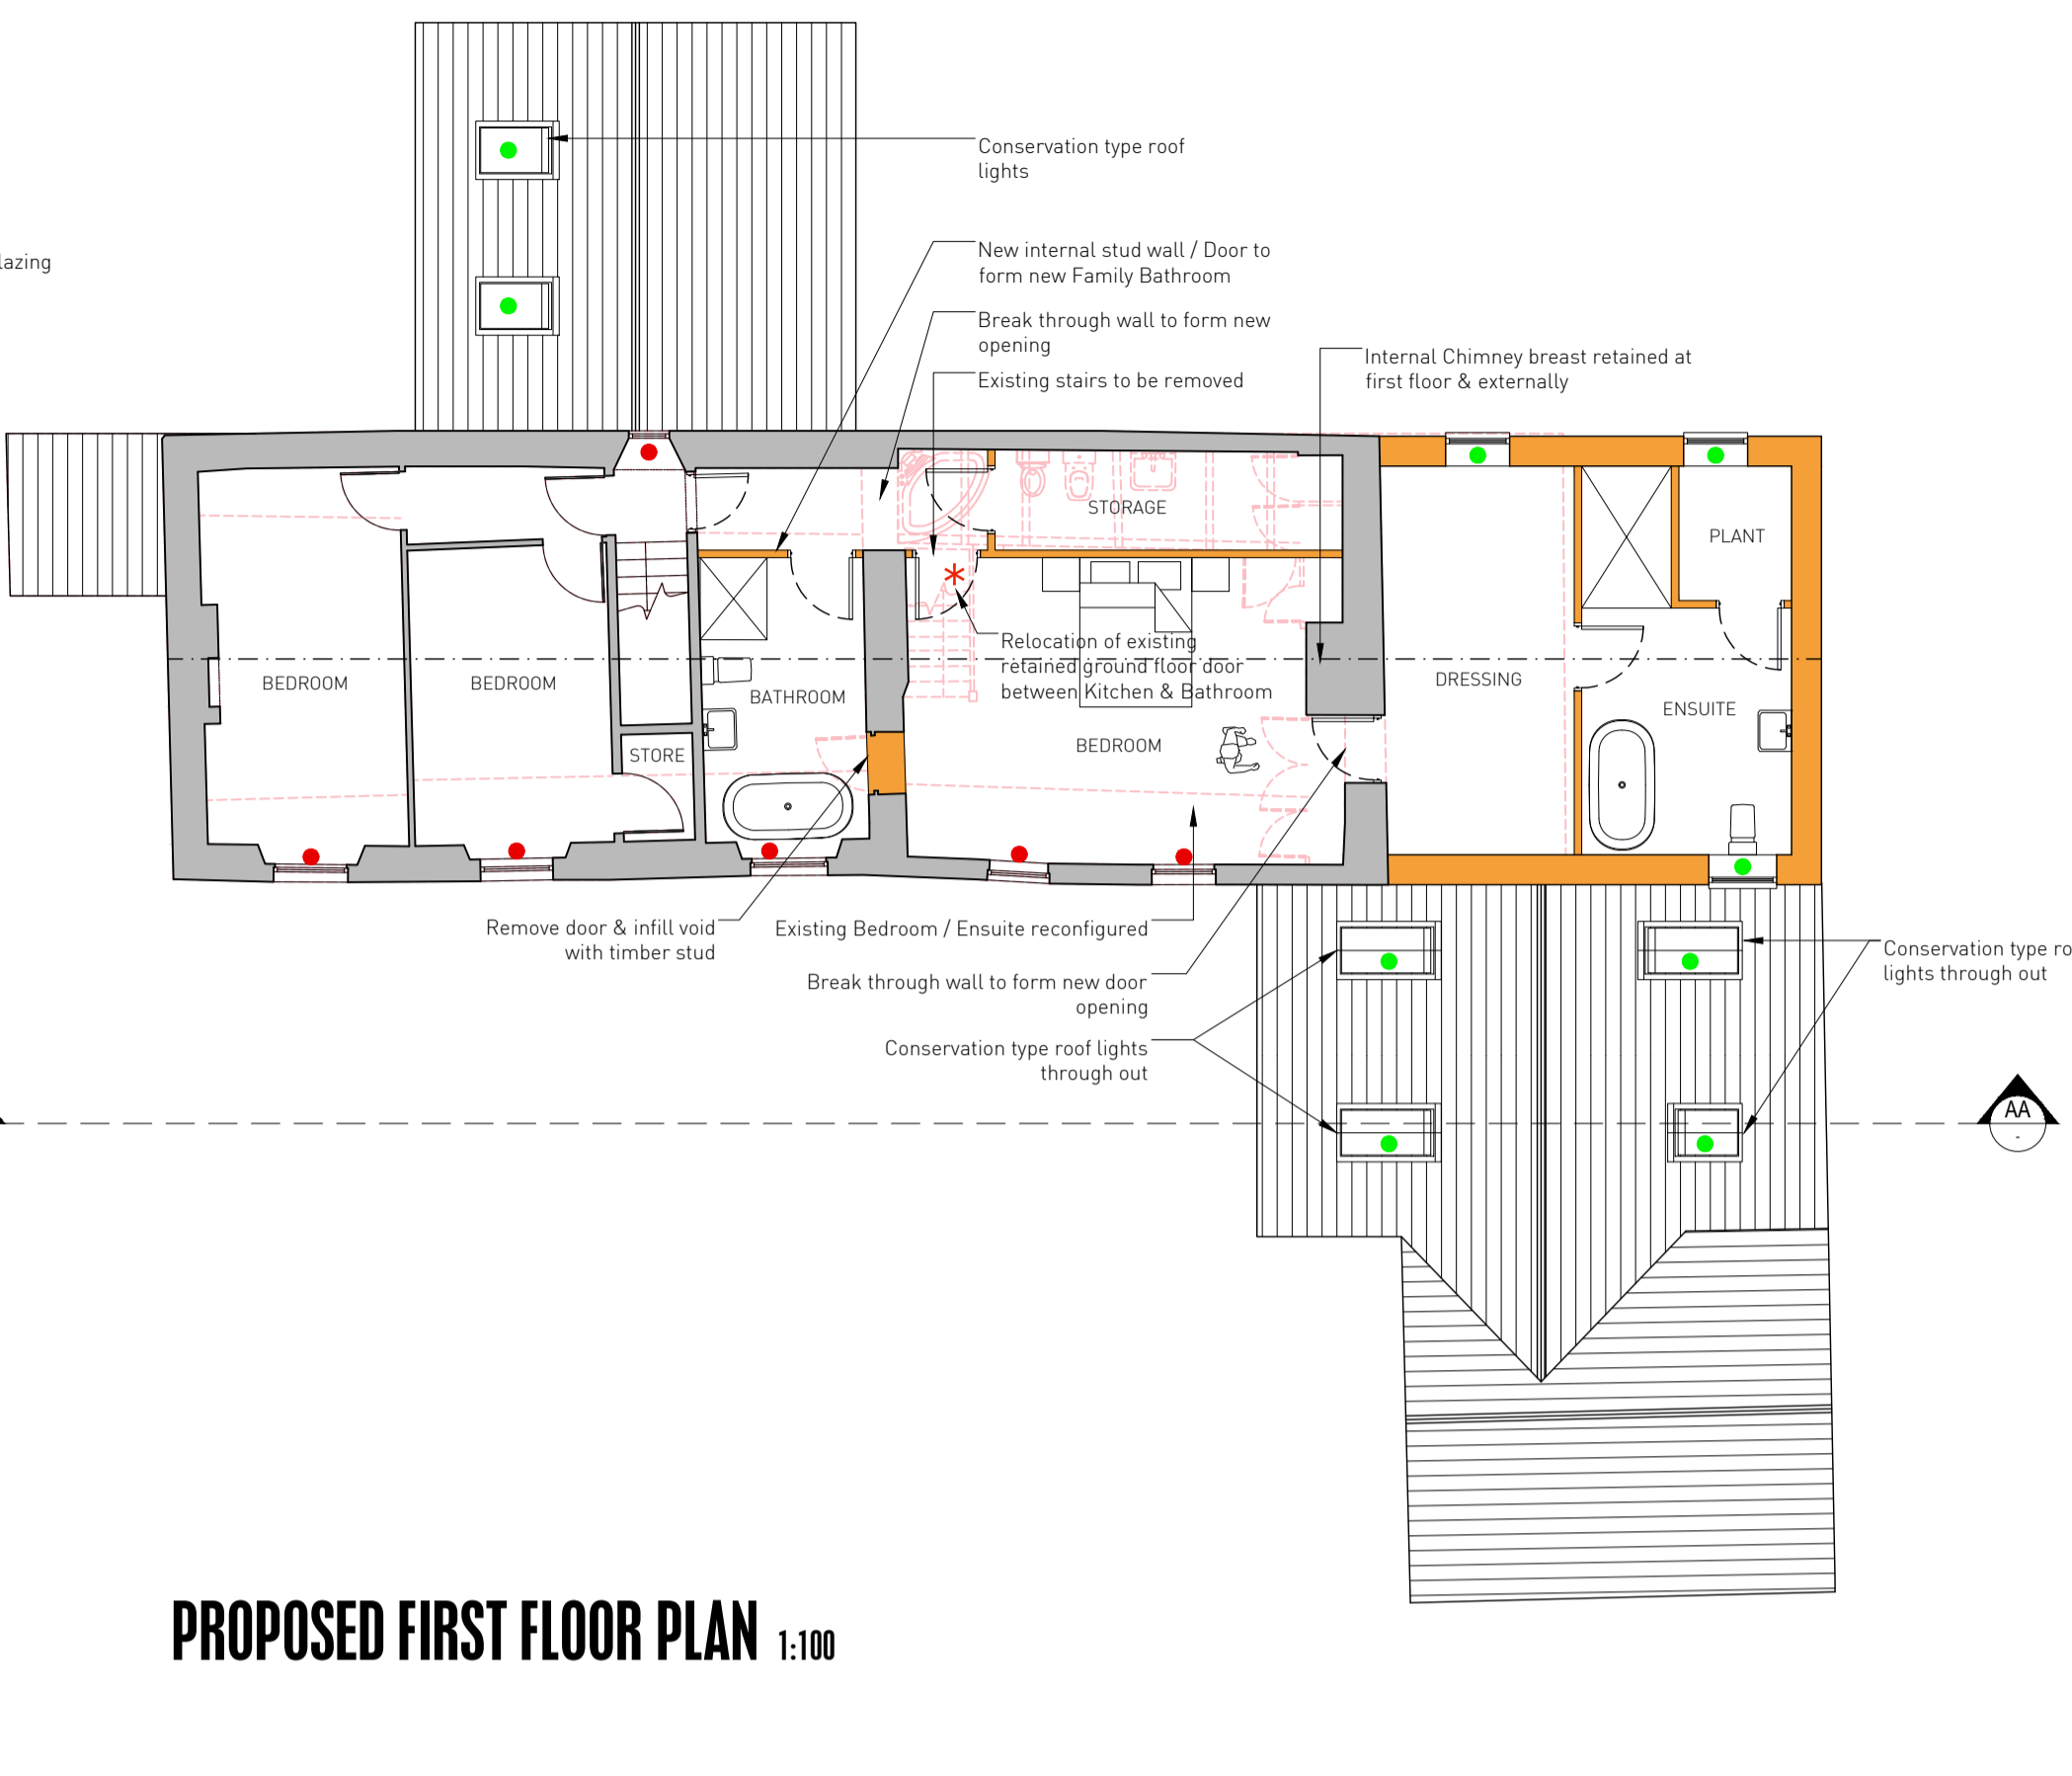 Conservation type roof
lights
lazing
New internal stud wall / Door to
form new Family Bathroom
Break through wall to form new
opening
Existing stairs to be removed
Internal Chimney breast retained at
first floor & externally
STORAGE
PLANT
Relocation of existing
retained ground floor door
between Kitchen & Bathroom
BEDROOM
BEDROOM
BATHROOM
DRESSING
ENSUITE
STORE
BEDROOM
Remove door & infill void
with timber stud
Existing Bedroom / Ensuite reconfigured
Break through wall to form new door
opening
Conservation type roof lights
through out
Conservation type ro
lights through out
AA
-
PROPOSED FIRST FLOOR PLAN 1:100